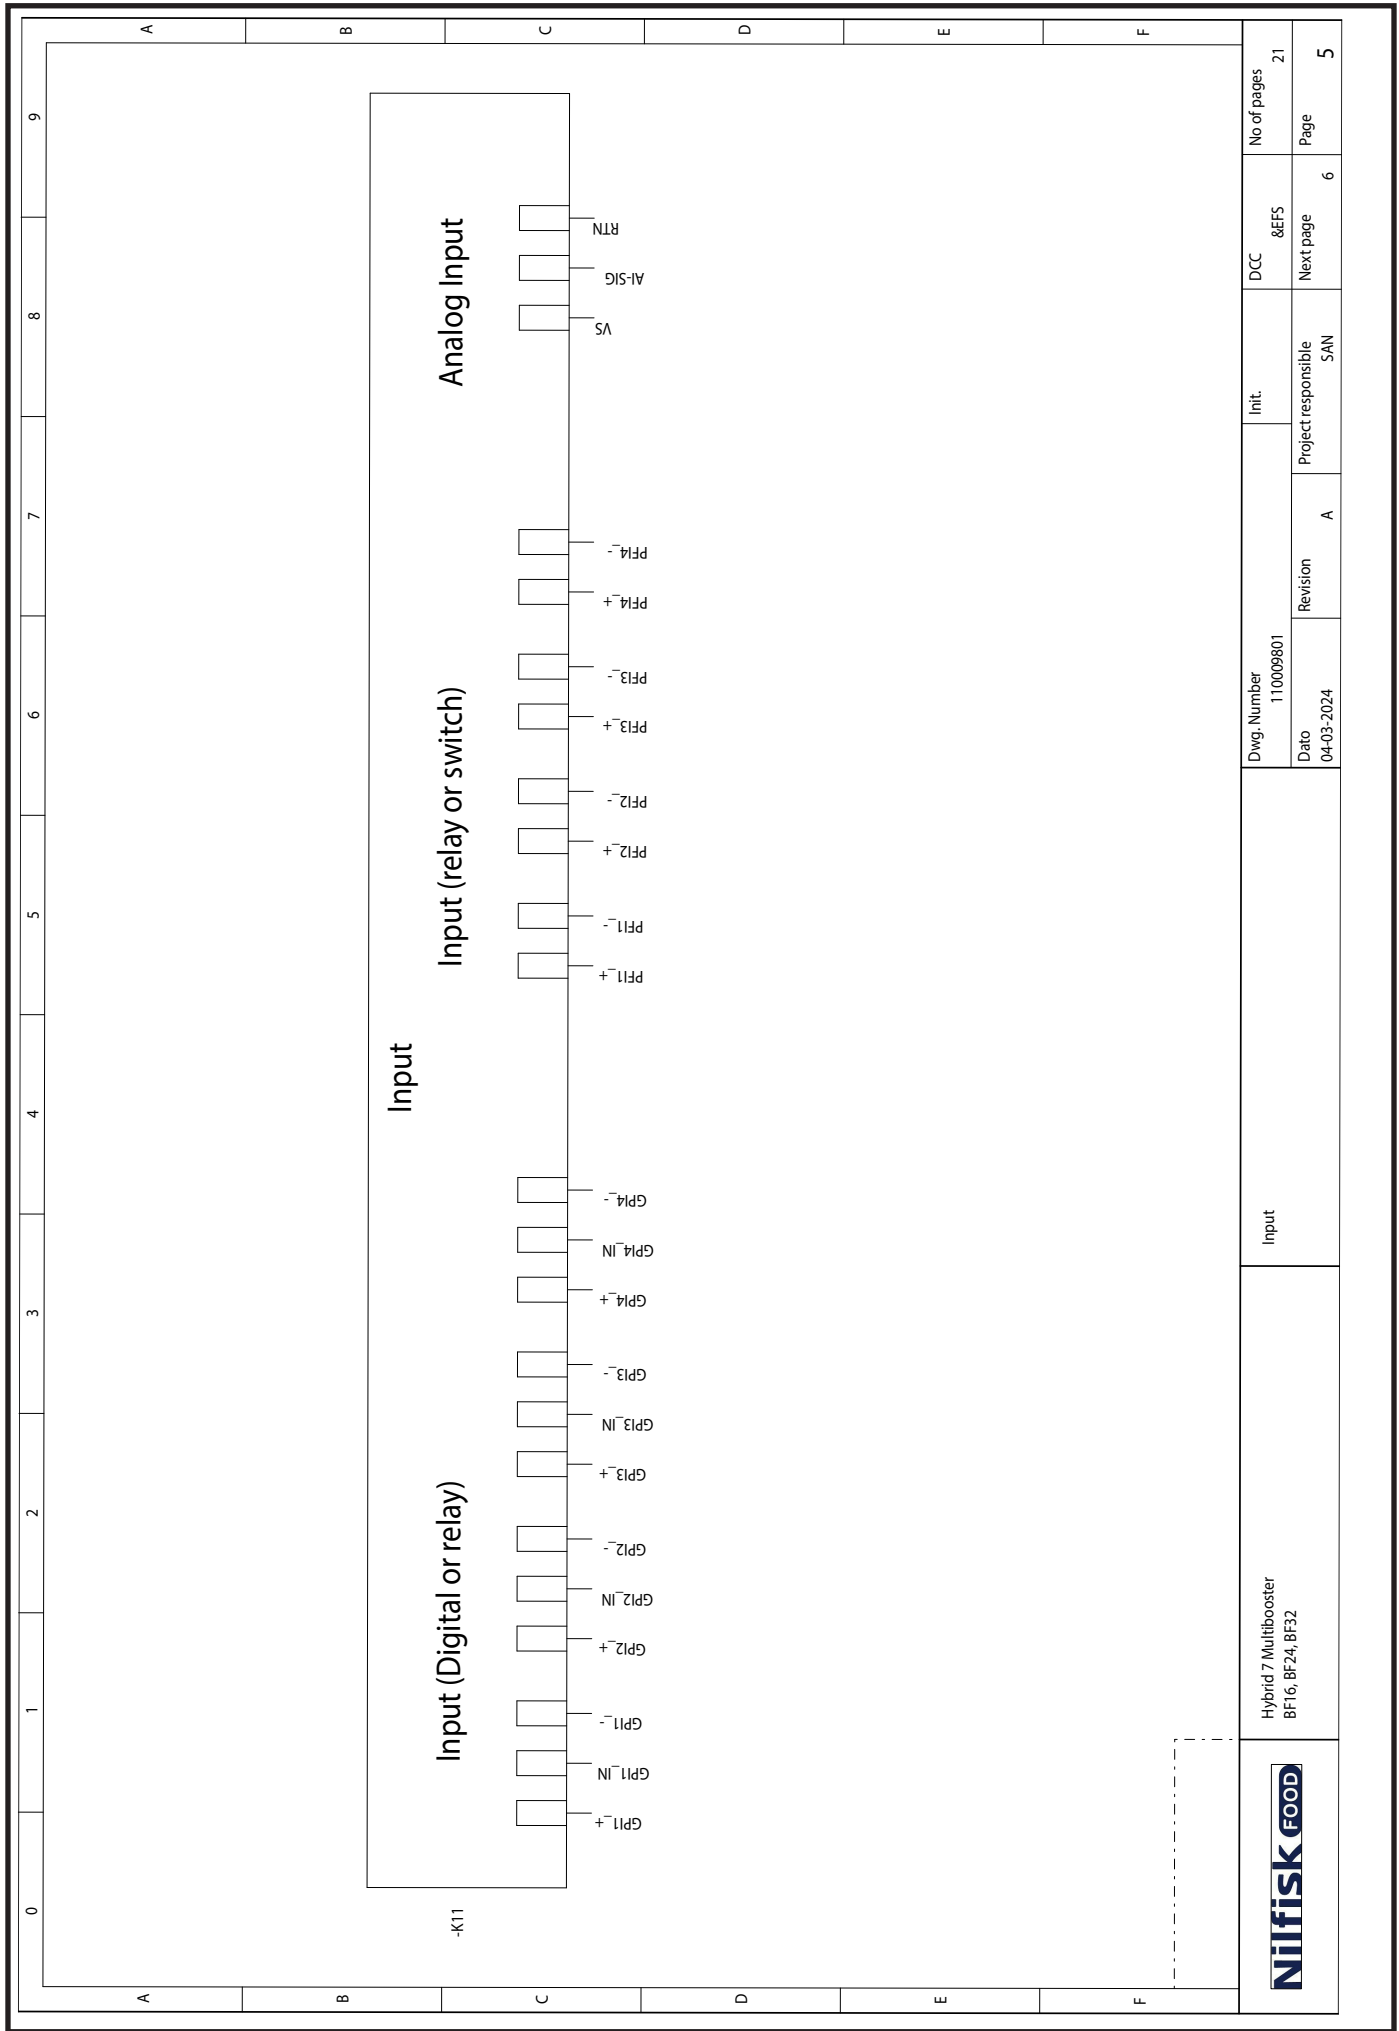 0 1 2 3 4 5 6 7 8 9
A
B
C
D
E
F
A
B
C
D
E
F
-K11
Input
Input (Digital or relay)
Input (relay or switch)
Analog Input
GPI1_+
GPI1_IN
GPI1_-
GPI2_+
GPI2_IN
GPI2_-
GPI3_+
GPI3_IN
GPI3_-
GPI4_+
GPI4_IN
GPI4_-
PFI1_+
PFI1_-
PFI2_+
PFI2_-
PFI3_+
PFI3_-
PFI4_+
PFI4_-
VS
AI-SIG
RTN
Nilfisk FOOD
Hybrid 7 Multibooster
BF16, BF24, BF32
Input
Dwg. Number
110009801
Init.
DCC
&EFS
No of pages
21
Dato
04-03-2024
Revision
A
Project responsible
SAN
Next page
6
Page
5